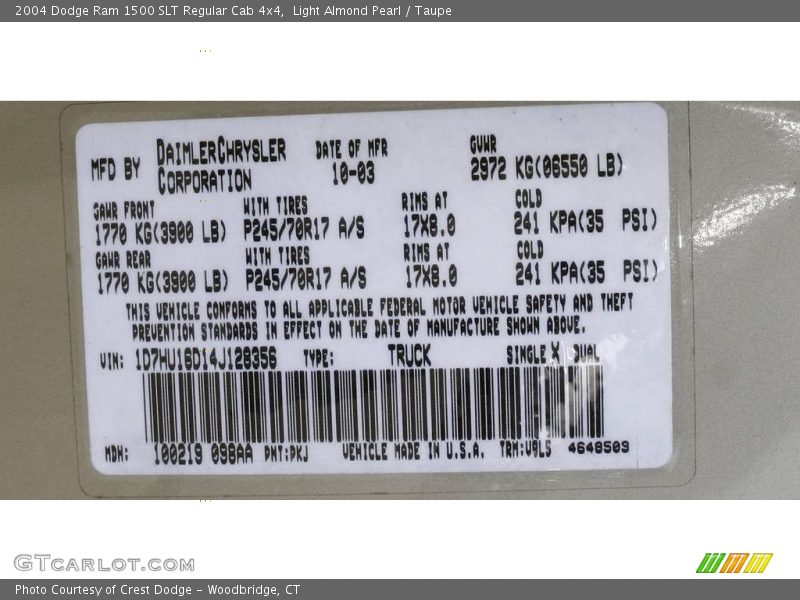 2004 Dodge Ram 1500 SLT Regular Cab 4x4, Light Almond Pearl / Taupe
MFD BY DAIMLERCHRYSLER CORPORATION DATE OF MFR 10-03 GVWR 2972 KG(06550 LB)
GAWR FRONT WITH TIRES RIMS AT COLD
1770 KG(3900 LB) P245/70R17 A/S 17X8.0 241 KPA(35 PSI)
GAWR REAR WITH TIRES RIMS AT COLD
1770 KG(3900 LB) P245/70R17 A/S 17X8.0 241 KPA(35 PSI)
THIS VEHICLE CONFORMS TO ALL APPLICABLE FEDERAL MOTOR VEHICLE SAFETY AND THEFT
PREVENTION STANDARDS IN EFFECT ON THE DATE OF MANUFACTURE SHOWN ABOVE.
VIN: 1D7HU16D14J128356 TYPE: TRUCK SINGLE X DUAL
MDH: 100219 098AA PNT:PKJ VEHICLE MADE IN U.S.A. TRM:V9L5 4648509
GTCARLOT.COM
Photo Courtesy of Crest Dodge - Woodbridge, CT